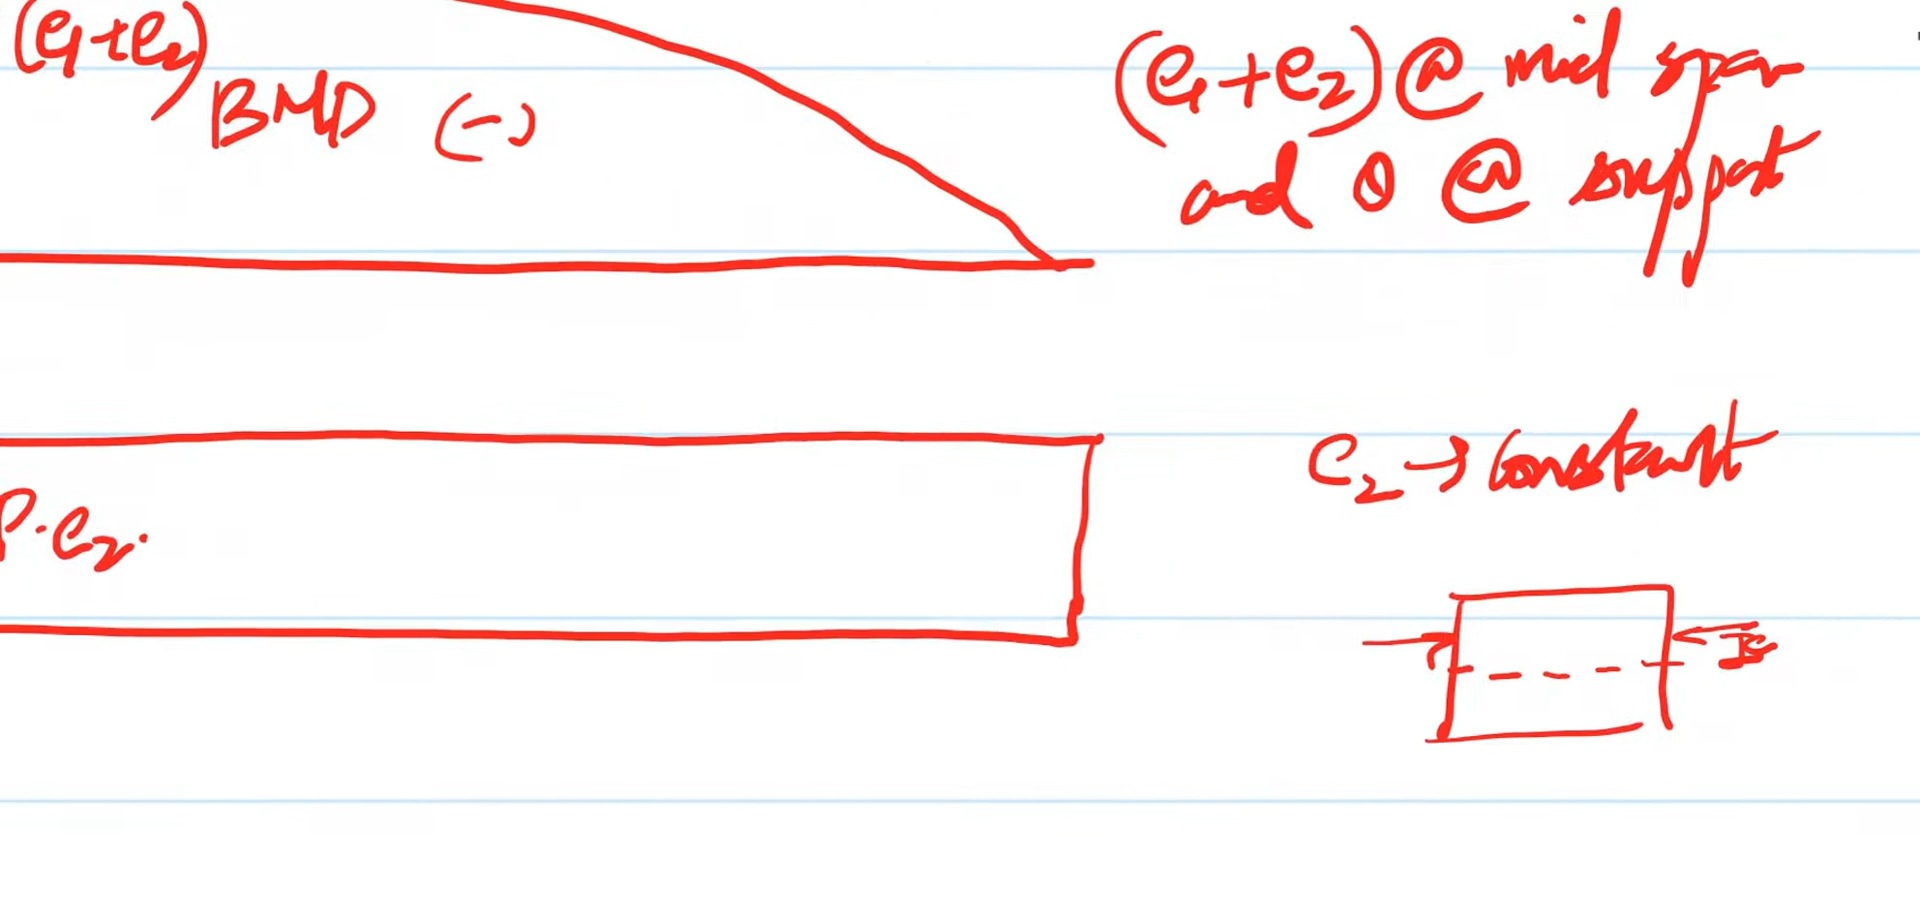 (e₁+e₂)
BMD (-)
(e₁+e₂) @ mid span
and 0 @ support
e₂ → constant
P.e₂.